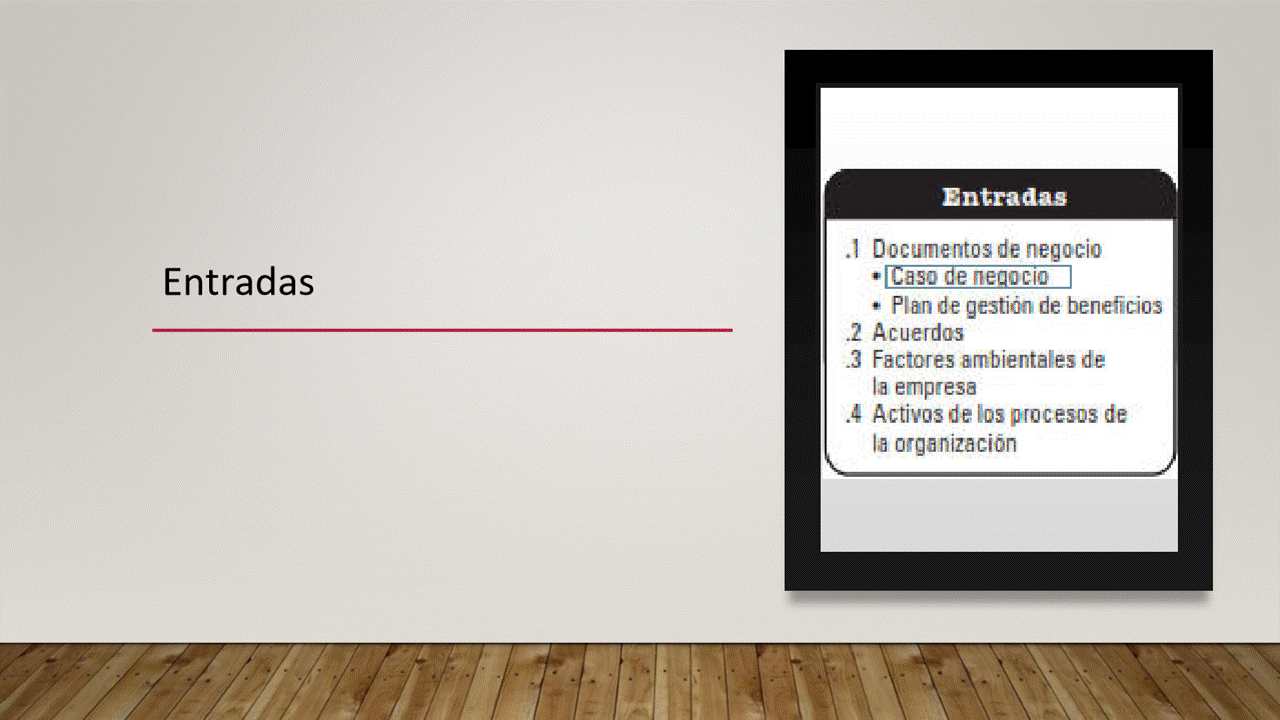 Entradas
Entradas
.1 Documentos de negocio
• Caso de negocio
• Plan de gestión de beneficios
.2 Acuerdos
.3 Factores ambientales de
la empresa
.4 Activos de los procesos de
la organización